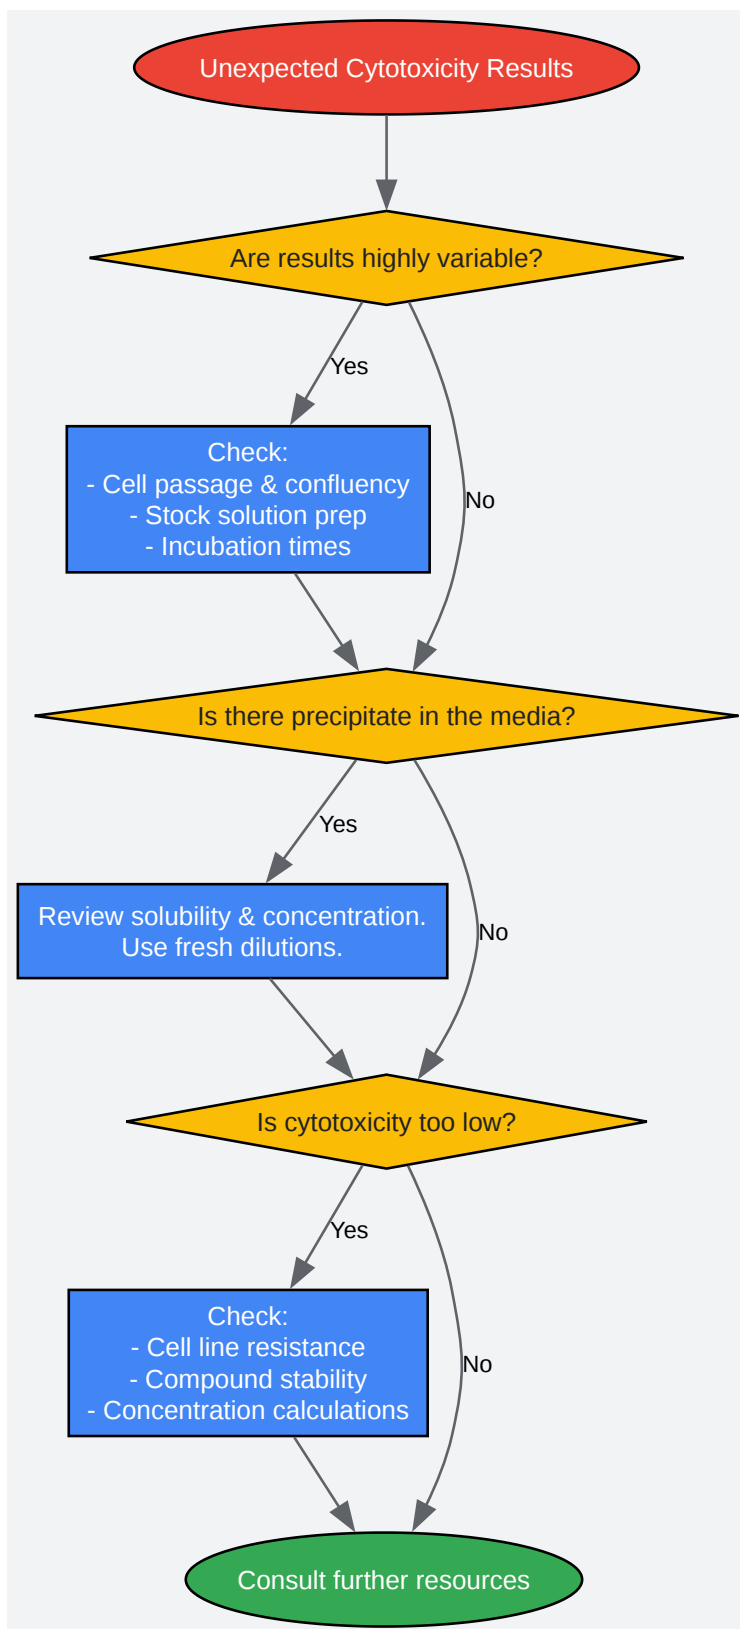 Unexpected Cytotoxicity Results
Are results highly variable?
Yes
Check:
- Cell passage & confluency
- Stock solution prep
- Incubation times
No
Is there precipitate in the media?
Yes
Review solubility & concentration.
Use fresh dilutions.
No
Is cytotoxicity too low?
Yes
Check:
- Cell line resistance
- Compound stability
- Concentration calculations
No
Consult further resources